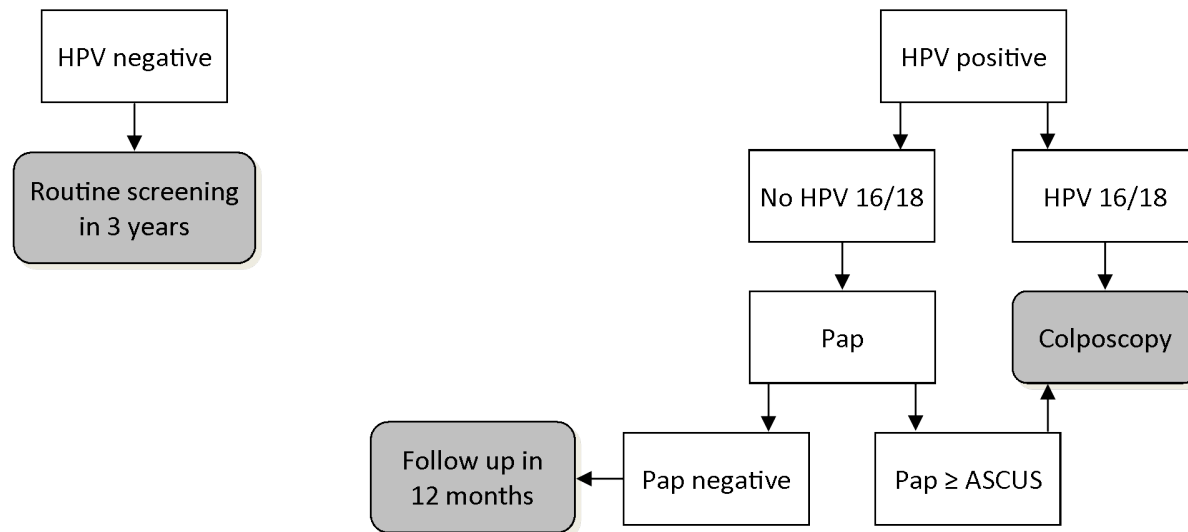 HPV negative
HPV positive
Routine screening
in 3 years
No HPV 16/18
HPV 16/18
Pap
Colposcopy
Follow up in
12 months
Pap negative
Pap ≥ ASCUS